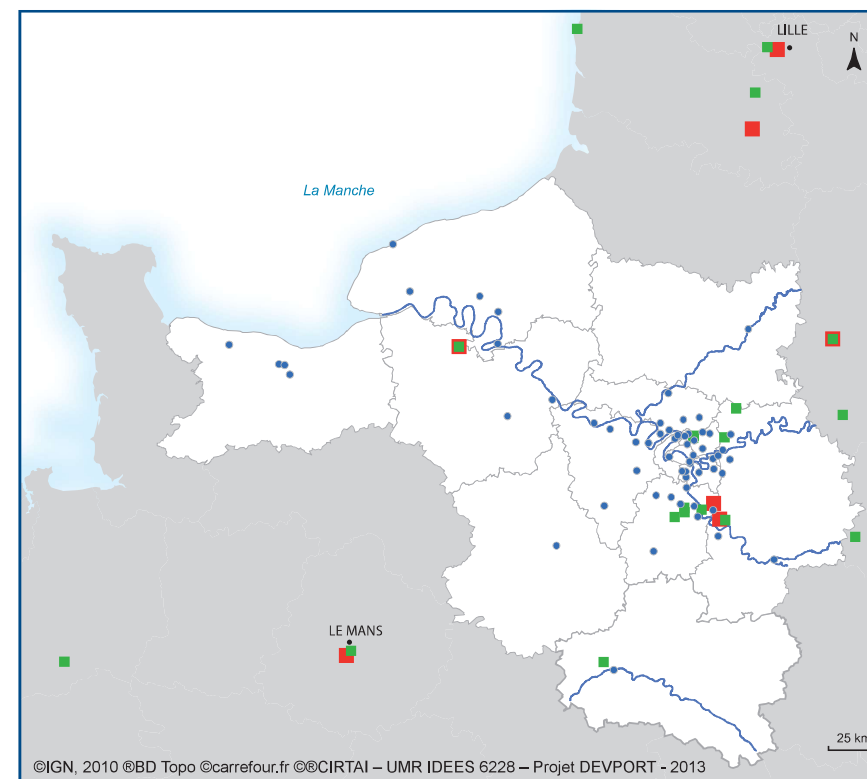 LILLE
N
La Manche
LE MANS
25 km
©IGN, 2010 ®BD Topo ©carrefour.fr ©®CIRTAI – UMR IDEES 6228 – Projet DEVPORT - 2013